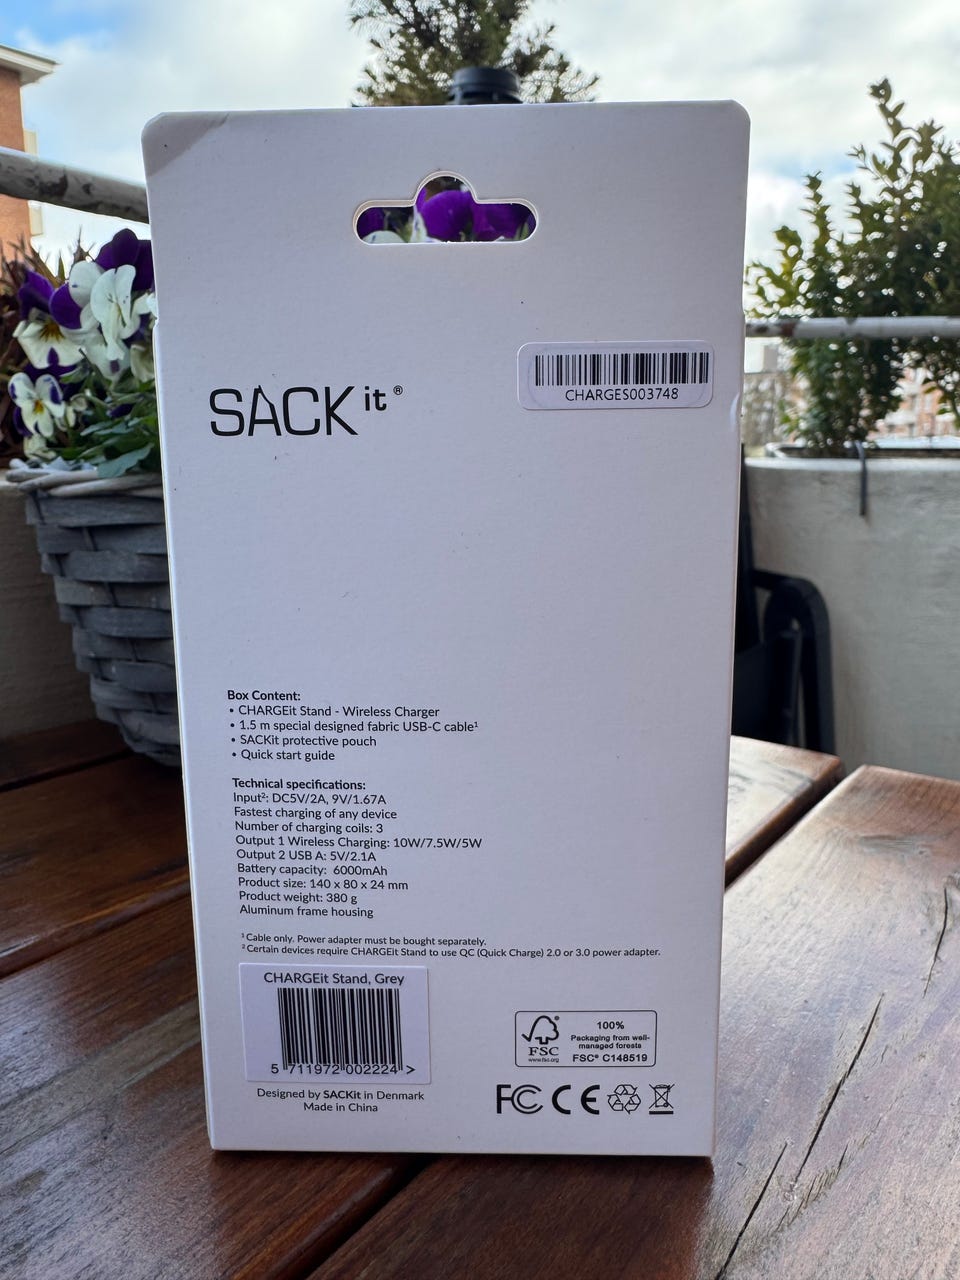 SACKit®
CHARGES003748
Box Content:
• CHARGEit Stand - Wireless Charger
• 1.5 m special designed fabric USB-C cable¹
• SACKit protective pouch
• Quick start guide
Technical specifications:
Input²: DC5V/2A, 9V/1.67A
Fastest charging of any device
Number of charging coils: 3
Output 1 Wireless Charging: 10W/7.5W/5W
Output 2 USB A: 5V/2.1A
Battery capacity: 6000mAh
Product size: 140 x 80 x 24 mm
Product weight: 380 g
Aluminum frame housing
¹ Cable only. Power adapter must be bought separately.
² Certain devices require CHARGEit Stand to use QC (Quick Charge) 2.0 or 3.0 power adapter.
CHARGEit Stand, Grey
5 711972 002224 >
Designed by SACKit in Denmark
Made in China
FSC
www.fsc.org
100%
Packaging from well-
managed forests
FSC® C148519
FC CE